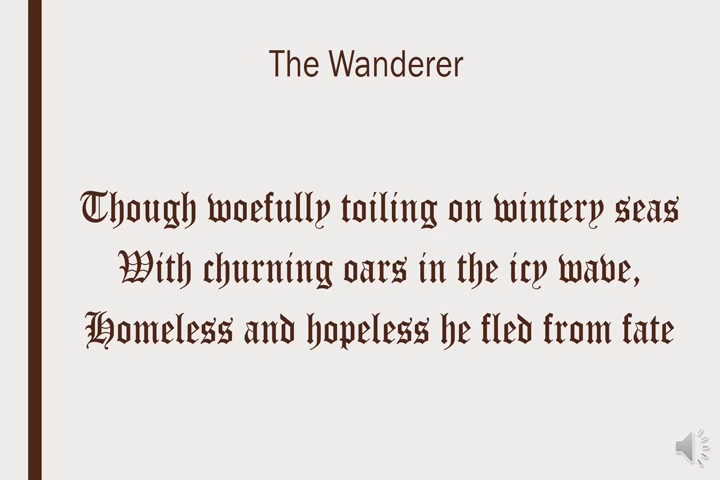 The Wanderer
Though woefully toiling on wintery seas
With churning oars in the icy wave,
Homeless and hopeless he fled from fate